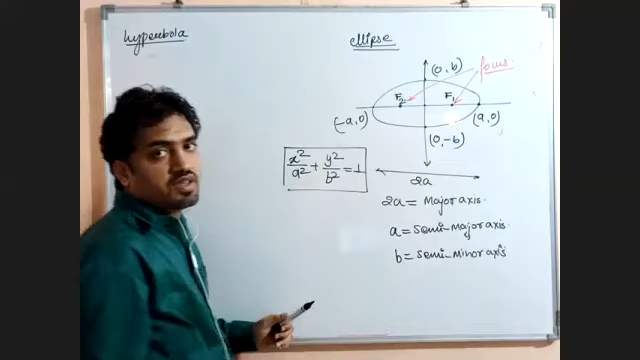 hyperbola
ellipse
(0, b)
focus
F2
F1
(-a, 0)
(a, 0)
(0, -b)
x²/a² + y²/b² = 1
2a
2a = Major axis.
a = semi-major axis.
b = semi-minor axis